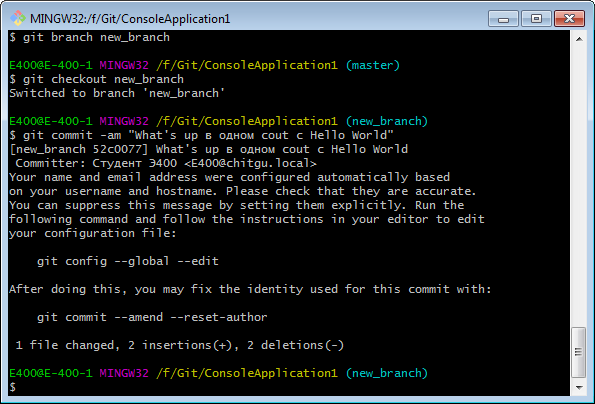 MINGW32:/f/Git/ConsoleApplication1
$ git branch new_branch
E400@E-400-1 MINGW32 /f/Git/ConsoleApplication1 (master)
$ git checkout new_branch
Switched to branch 'new_branch'
E400@E-400-1 MINGW32 /f/Git/ConsoleApplication1 (new_branch)
$ git commit -am "What's up в одном cout с Hello World"
[new_branch 52c0077] What's up в одном cout с Hello World
Committer: Студент Э400 <E400@chitgu.local>
Your name and email address were configured automatically based
on your username and hostname. Please check that they are accurate.
You can suppress this message by setting them explicitly. Run the
following command and follow the instructions in your editor to edit
your configuration file:
git config --global --edit
After doing this, you may fix the identity used for this commit with:
git commit --amend --reset-author
1 file changed, 2 insertions(+), 2 deletions(-)
E400@E-400-1 MINGW32 /f/Git/ConsoleApplication1 (new_branch)
$